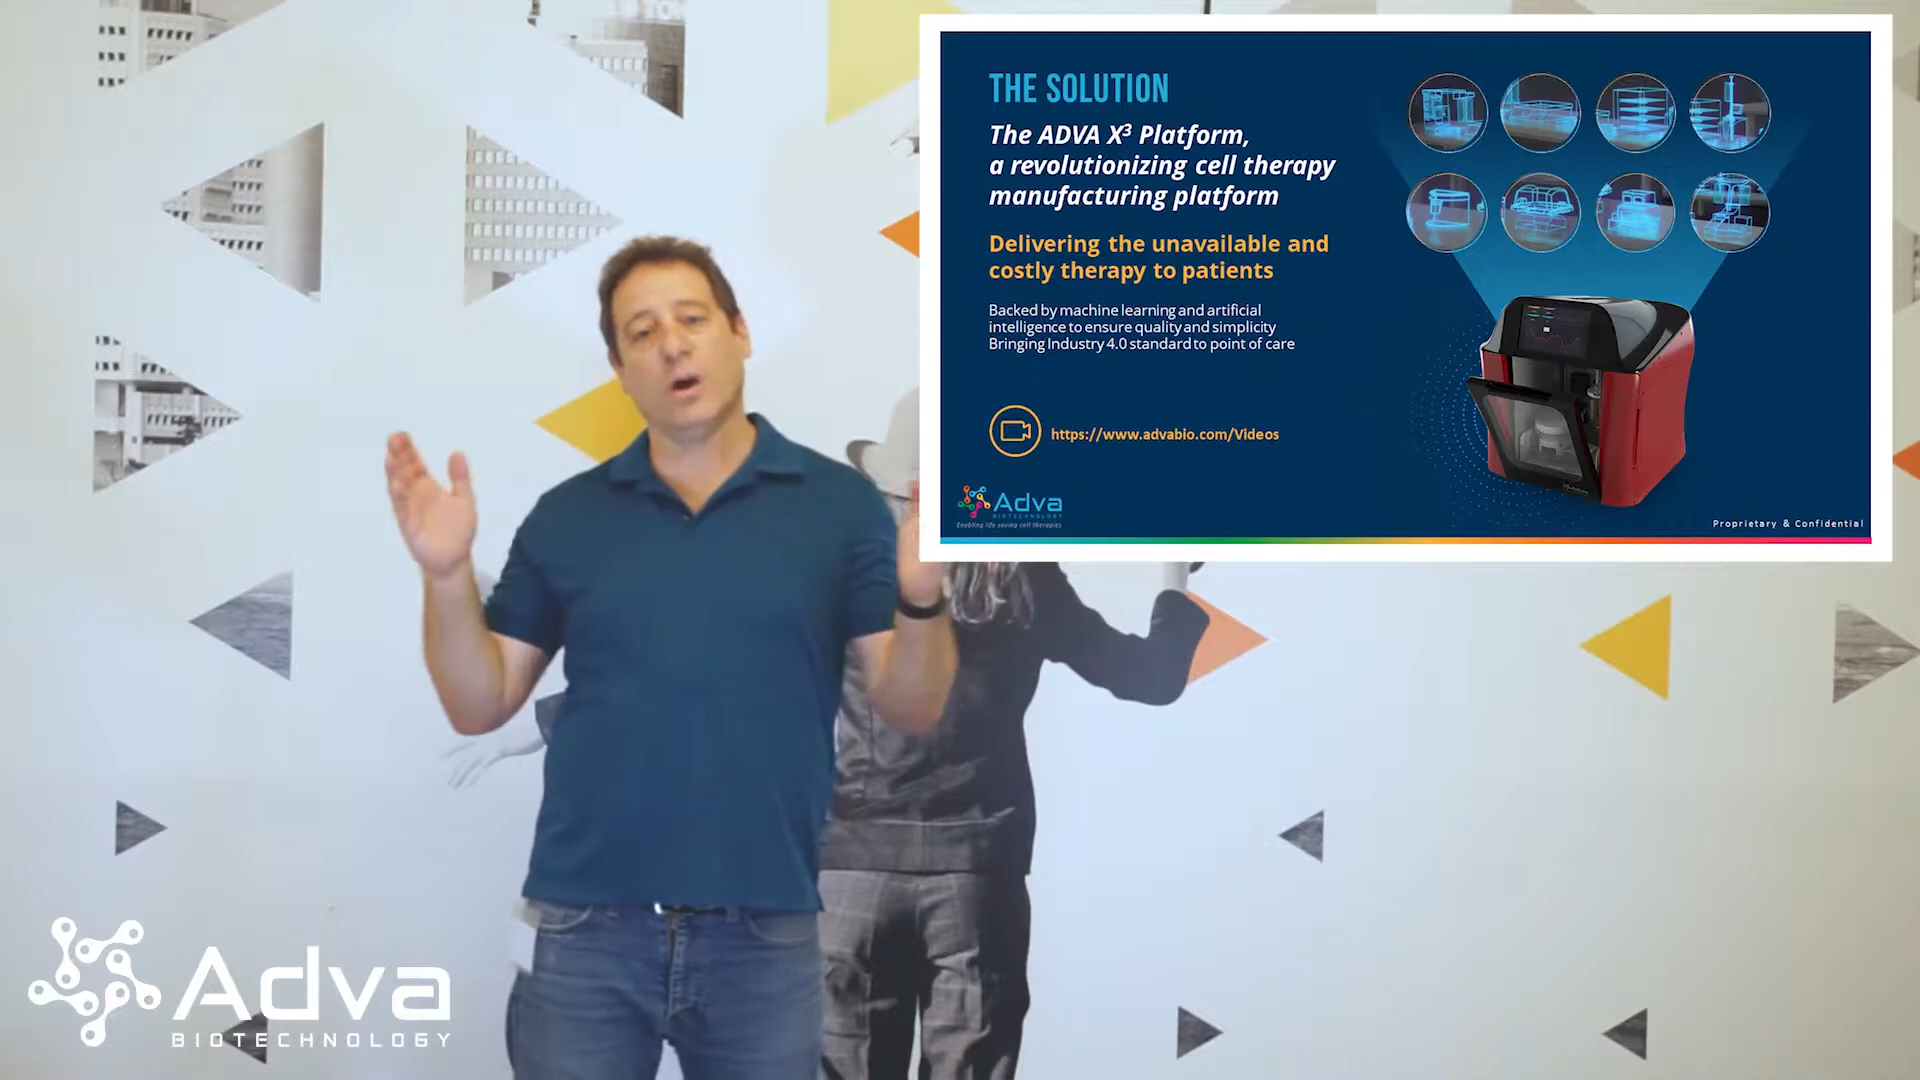 THE SOLUTION
The ADVA X³ Platform,
a revolutionizing cell therapy
manufacturing platform
Delivering the unavailable and
costly therapy to patients
Backed by machine learning and artificial
intelligence to ensure quality and simplicity
Bringing Industry 4.0 standard to point of care
https://www.advabio.com/Videos
Adva
BIOTECHNOLOGY
Enabling life saving cell therapies
Proprietary & Confidential
Adva
BIOTECHNOLOGY